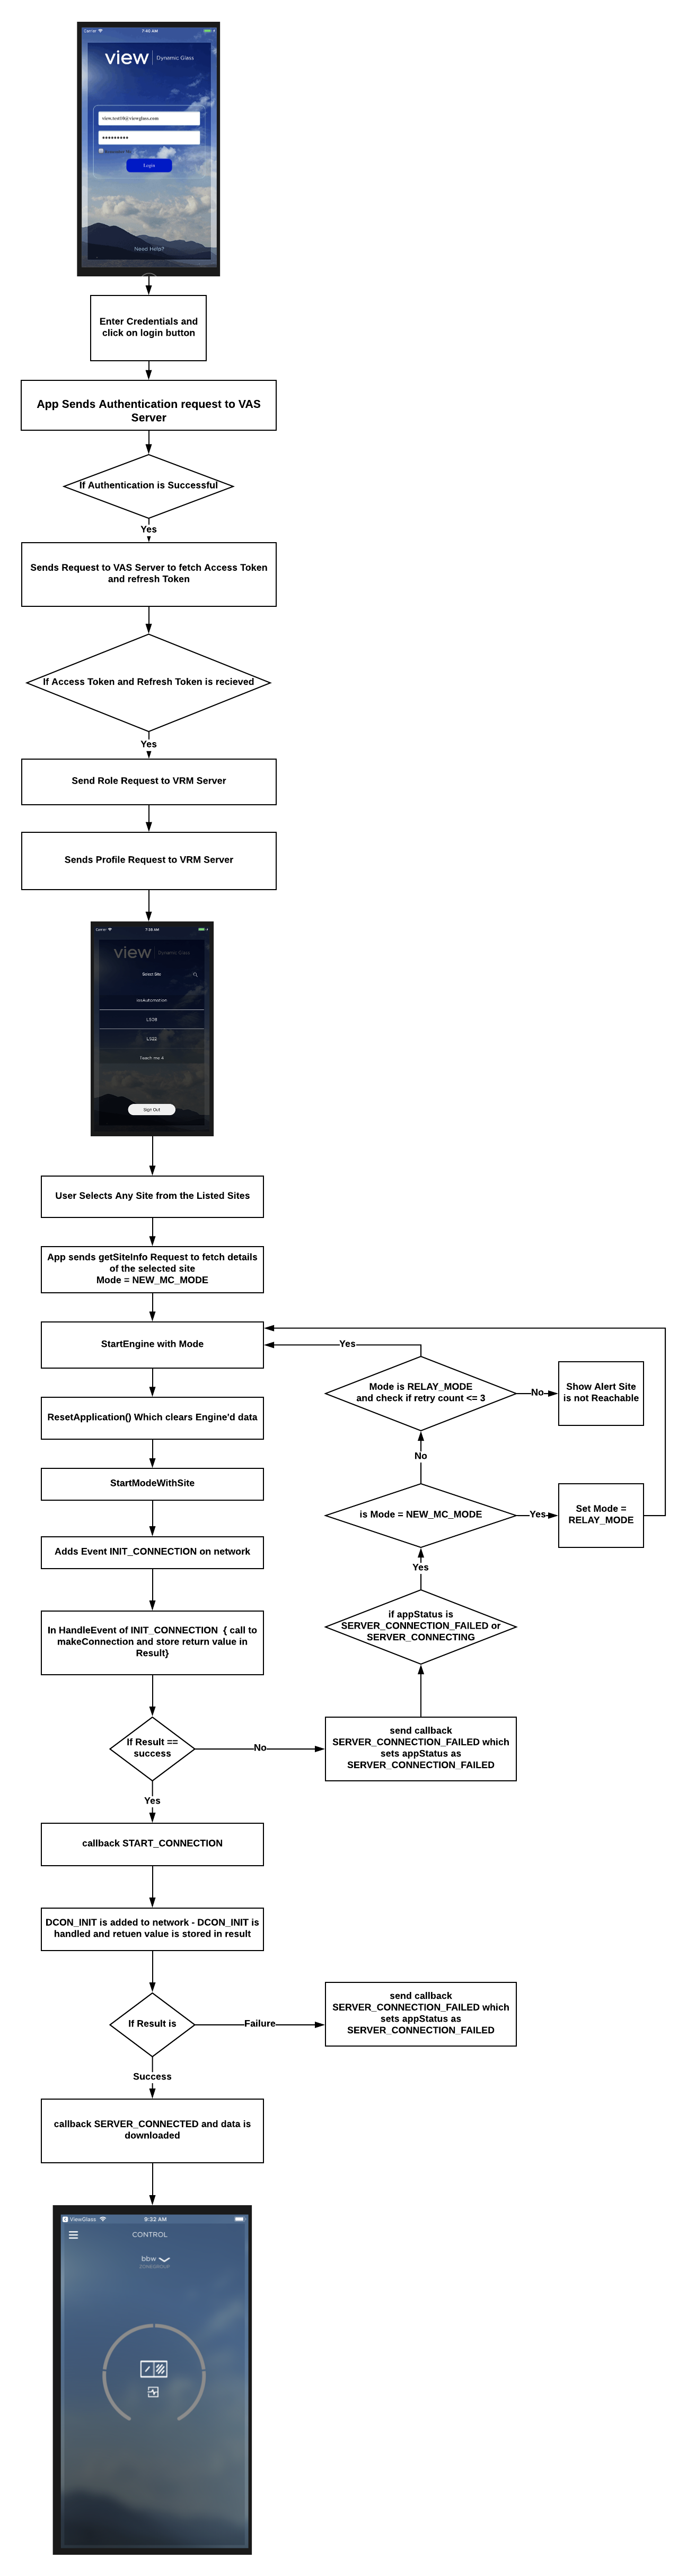 Carrier
7:40 AM
view
Dynamic Glass
view.test09@viewglass.com
Login
Need Help?
Enter Credentials and
click on login button
App Sends Authentication request to VAS
Server
If Authentication is Successful
Yes
Sends Request to VAS Server to fetch Access Token
and refresh Token
If Access Token and Refresh Token is recieved
Yes
Send Role Request to VRM Server
Sends Profile Request to VRM Server
Carrier
7:38 AM
view
Dynamic Glass
Select Site
iosAutomation
LS08
LS02
Teach me 4
Sign Out
User Selects Any Site from the Listed Sites
App sends getSiteInfo Request to fetch details
of the selected site
Mode = NEW_MC_MODE
StartEngine with Mode
Yes
Mode is RELAY_MODE
and check if retry count <= 3
No
Show Alert Site
is not Reachable
ResetApplication() Which clears Engine'd data
No
StartModeWithSite
is Mode = NEW_MC_MODE
Yes
Set Mode =
RELAY_MODE
Adds Event INIT_CONNECTION on network
Yes
In HandleEvent of INIT_CONNECTION { call to
makeConnection and store return value in
Result}
if appStatus is
SERVER_CONNECTION_FAILED or
SERVER_CONNECTING
If Result ==
success
No
send callback
SERVER_CONNECTION_FAILED which
sets appStatus as
SERVER_CONNECTION_FAILED
Yes
callback START_CONNECTION
DCON_INIT is added to network - DCON_INIT is
handled and retuen value is stored in result
If Result is
Failure
send callback
SERVER_CONNECTION_FAILED which
sets appStatus as
SERVER_CONNECTION_FAILED
Success
callback SERVER_CONNECTED and data is
downloaded
ViewGlass
9:32 AM
CONTROL
bbw
ZONEGROUP